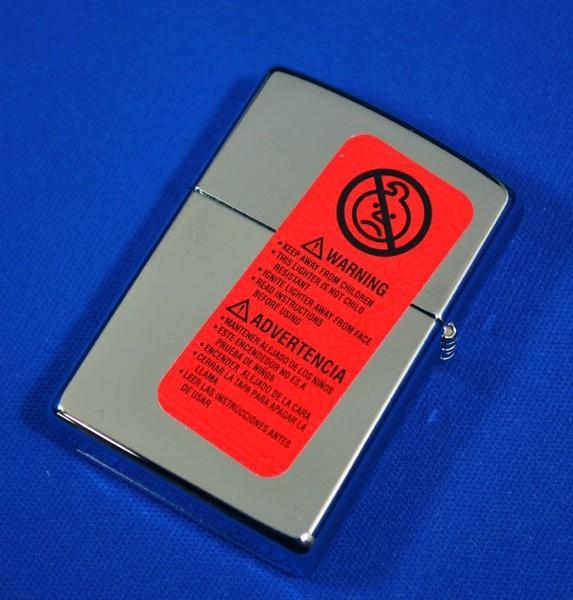 WARNING
• KEEP AWAY FROM CHILDREN
• THIS LIGHTER IS NOT CHILD
RESISTANT
• IGNITE LIGHTER AWAY FROM FACE
• READ INSTRUCTIONS
BEFORE USING
ADVERTENCIA
• MANTENER ALEJADO DE LOS NIÑOS
• ESTE ENCENDEDOR NO ES A
PRUEBA DE NIÑOS
• ENCENDER ALEJADO DE LA CARA
• CERRAR LA TAPA PARA APAGAR LA
LLAMA
• LEER LAS INSTRUCCIONES ANTES
DE USAR